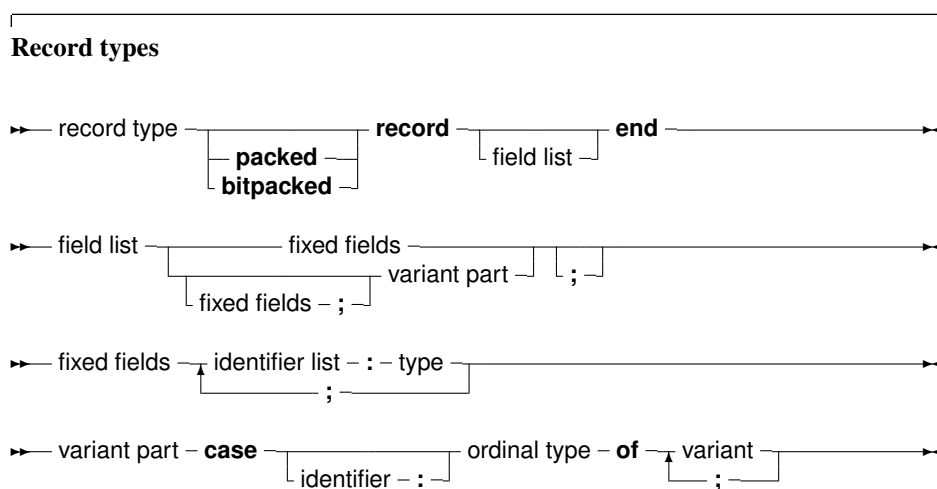 Record types
record type record end
packed field list
bitpacked
field list fixed fields
variant part ;
fixed fields ;
fixed fields identifier list : type
;
variant part case ordinal type of variant
identifier : ;